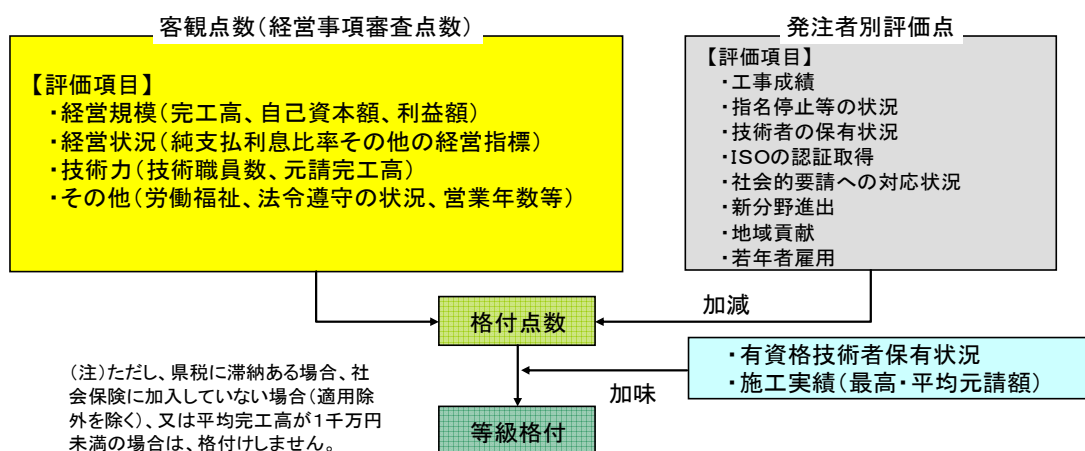 客観点数(経営事項審査点数)
【評価項目】
・経営規模(完工高、自己資本額、利益額)
・経営状況(純支払利息比率その他の経営指標)
・技術力(技術職員数、元請完工高)
・その他(労働福祉、法令遵守の状況、営業年数等)
発注者別評価点
【評価項目】
・工事成績
・指名停止等の状況
・技術者の保有状況
・ISOの認証取得
・社会的要請への対応状況
・新分野進出
・地域貢献
・若年者雇用
加減
格付点数
・有資格技術者保有状況
・施工実績(最高・平均元請額)
加味
等級格付
(注)ただし、県税に滞納ある場合、社
会保険に加入していない場合(適用除
外を除く)、又は平均完工高が1千万円
未満の場合は、格付けしません。